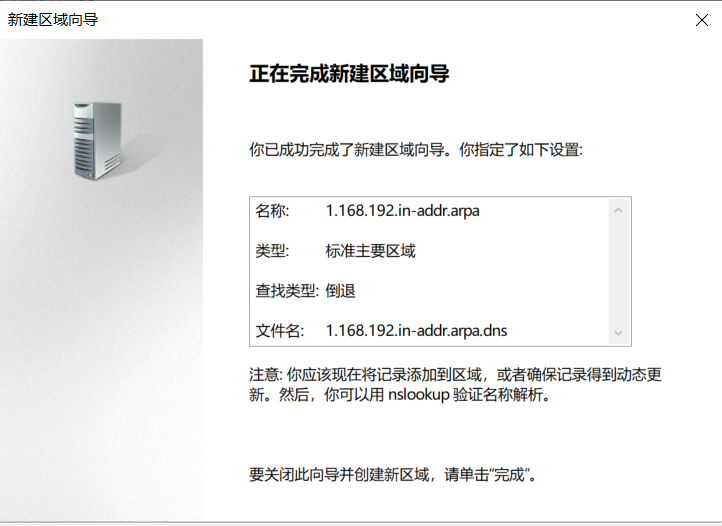 新建区域向导
正在完成新建区域向导
你已成功完成了新建区域向导。你指定了如下设置:
名称: 1.168.192.in-addr.arpa
类型: 标准主要区域
查找类型: 倒退
文件名: 1.168.192.in-addr.arpa.dns
注意: 你应该现在将记录添加到区域，或者确保记录得到动态更
新。然后，你可以用 nslookup 验证名称解析。
要关闭此向导并创建新区域，请单击"完成"。